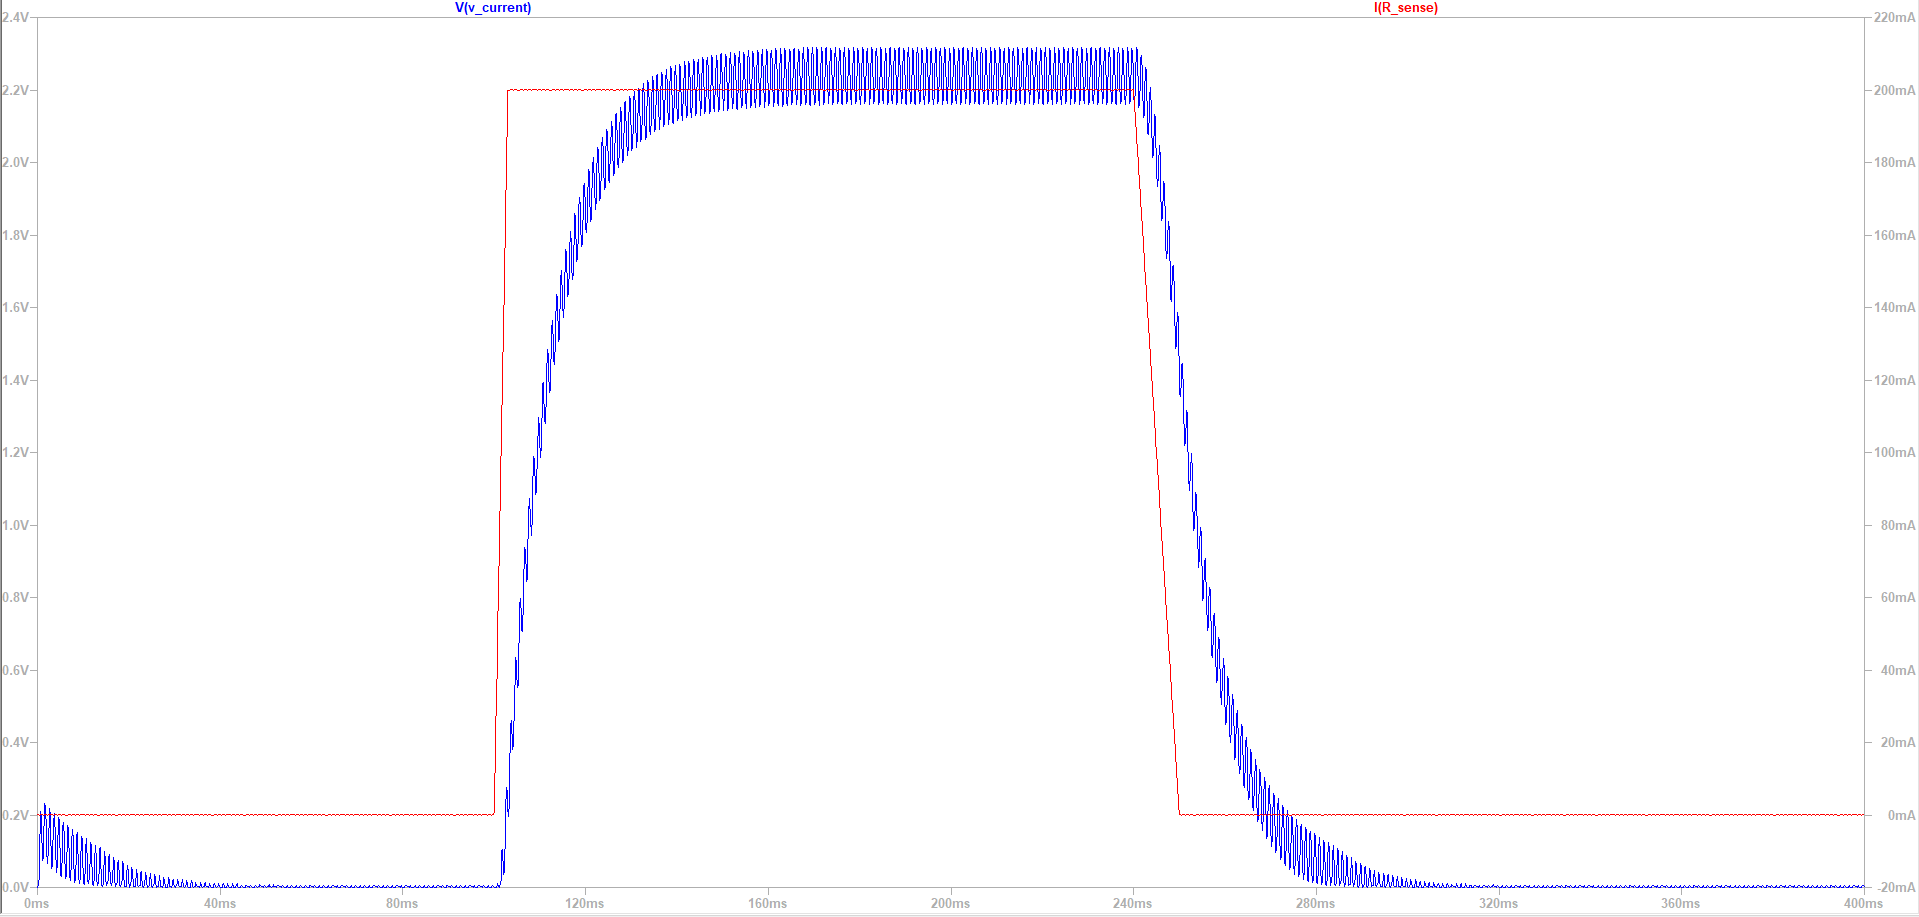 V(v_current) I(R_sense)
2.4V 220mA
2.2V 200mA
2.0V 180mA
1.8V 160mA
1.6V 140mA
1.4V 120mA
1.2V 100mA
1.0V 80mA
0.8V 60mA
0.6V 40mA
0.4V 20mA
0.2V 0mA
0.0V -20mA
0ms 40ms 80ms 120ms 160ms 200ms 240ms 280ms 320ms 360ms 400ms